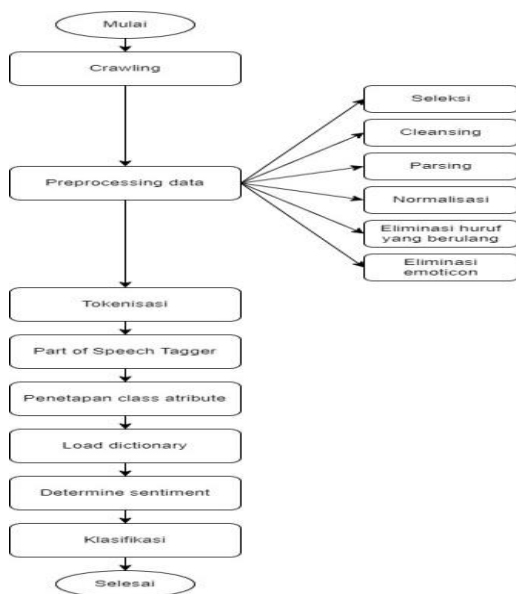 Mulai
Crawling
Preprocessing data
Seleksi
Cleansing
Parsing
Normalisasi
Eliminasi huruf
yang berulang
Eliminasi
emoticon
Tokenisasi
Part of Speech Tagger
Penetapan class atribute
Load dictionary
Determine sentiment
Klasifikasi
Selesai